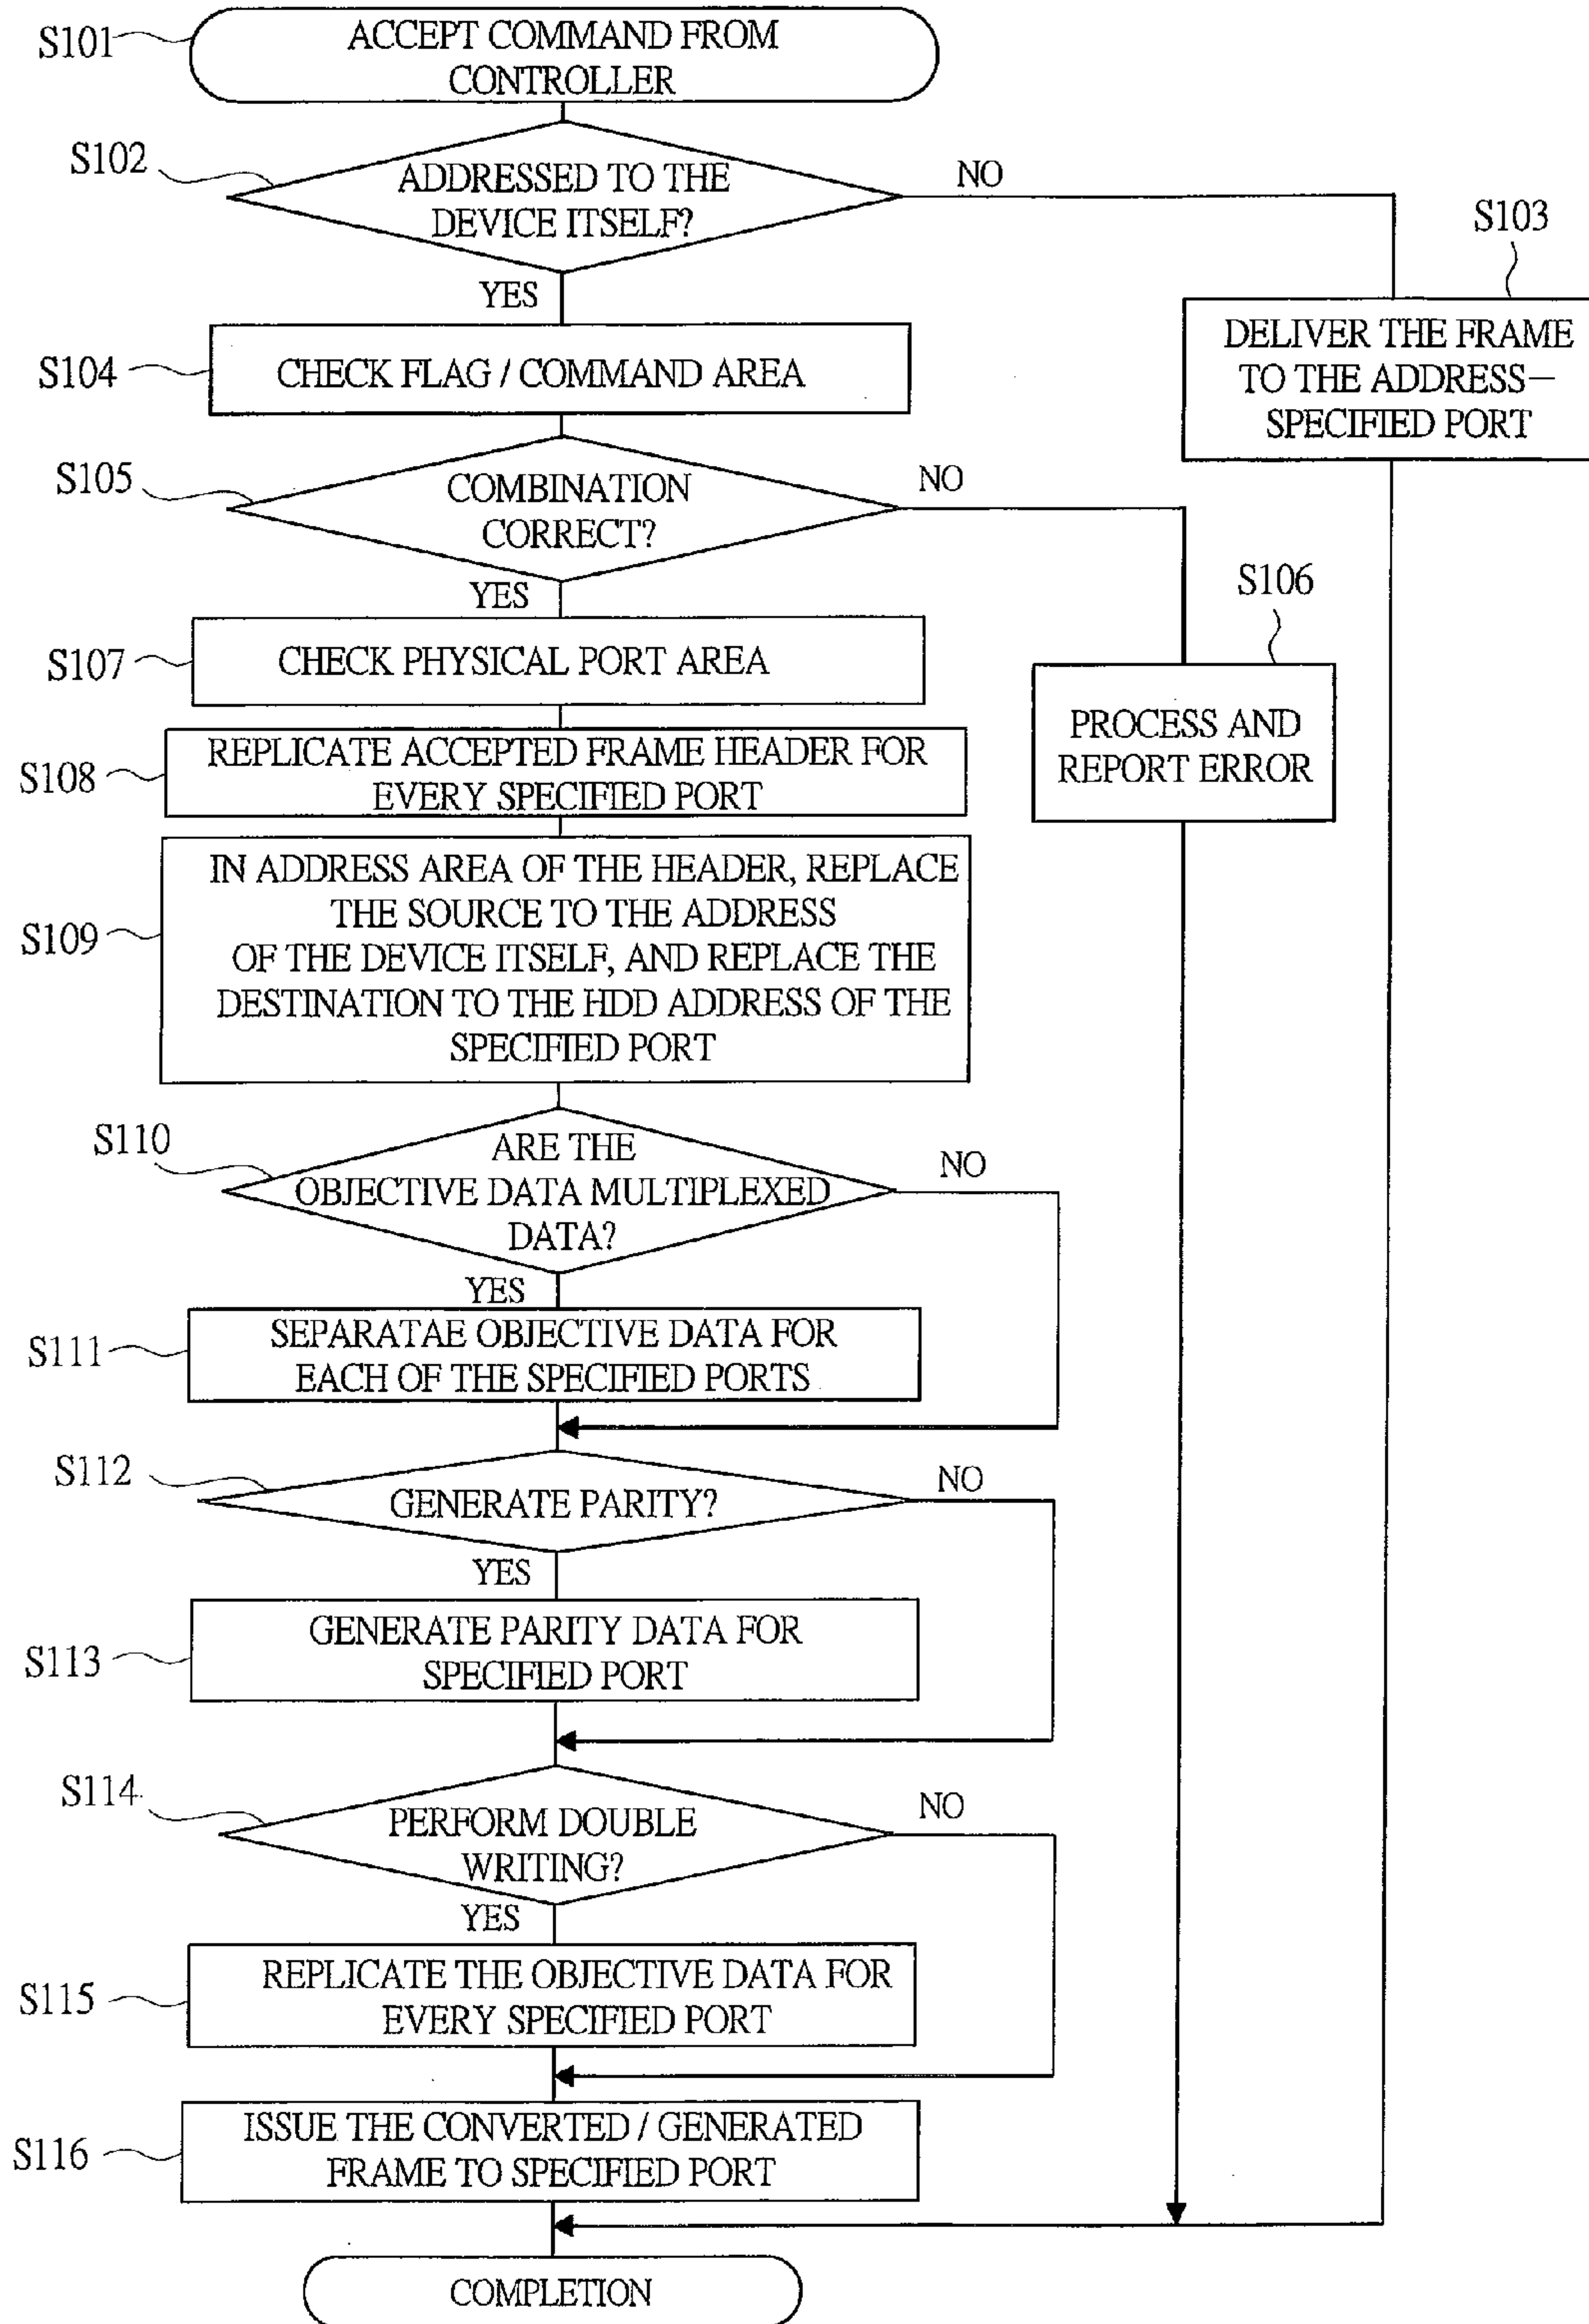 S101
ACCEPT COMMAND FROM
CONTROLLER
S102
ADDRESSED TO THE
DEVICE ITSELF?
NO
YES
S103
DELIVER THE FRAME
TO THE ADDRESS—
SPECIFIED PORT
S104
CHECK FLAG / COMMAND AREA
S105
COMBINATION
CORRECT?
NO
YES
S106
PROCESS AND
REPORT ERROR
S107
CHECK PHYSICAL PORT AREA
S108
REPLICATE ACCEPTED FRAME HEADER FOR
EVERY SPECIFIED PORT
S109
IN ADDRESS AREA OF THE HEADER, REPLACE
THE SOURCE TO THE ADDRESS
OF THE DEVICE ITSELF, AND REPLACE THE
DESTINATION TO THE HDD ADDRESS OF THE
SPECIFIED PORT
S110
ARE THE
OBJECTIVE DATA MULTIPLEXED
DATA?
NO
YES
S111
SEPARATAE OBJECTIVE DATA FOR
EACH OF THE SPECIFIED PORTS
S112
GENERATE PARITY?
NO
YES
S113
GENERATE PARITY DATA FOR
SPECIFIED PORT
S114
PERFORM DOUBLE
WRITING?
NO
YES
S115
REPLICATE THE OBJECTIVE DATA FOR
EVERY SPECIFIED PORT
S116
ISSUE THE CONVERTED / GENERATED
FRAME TO SPECIFIED PORT
COMPLETION